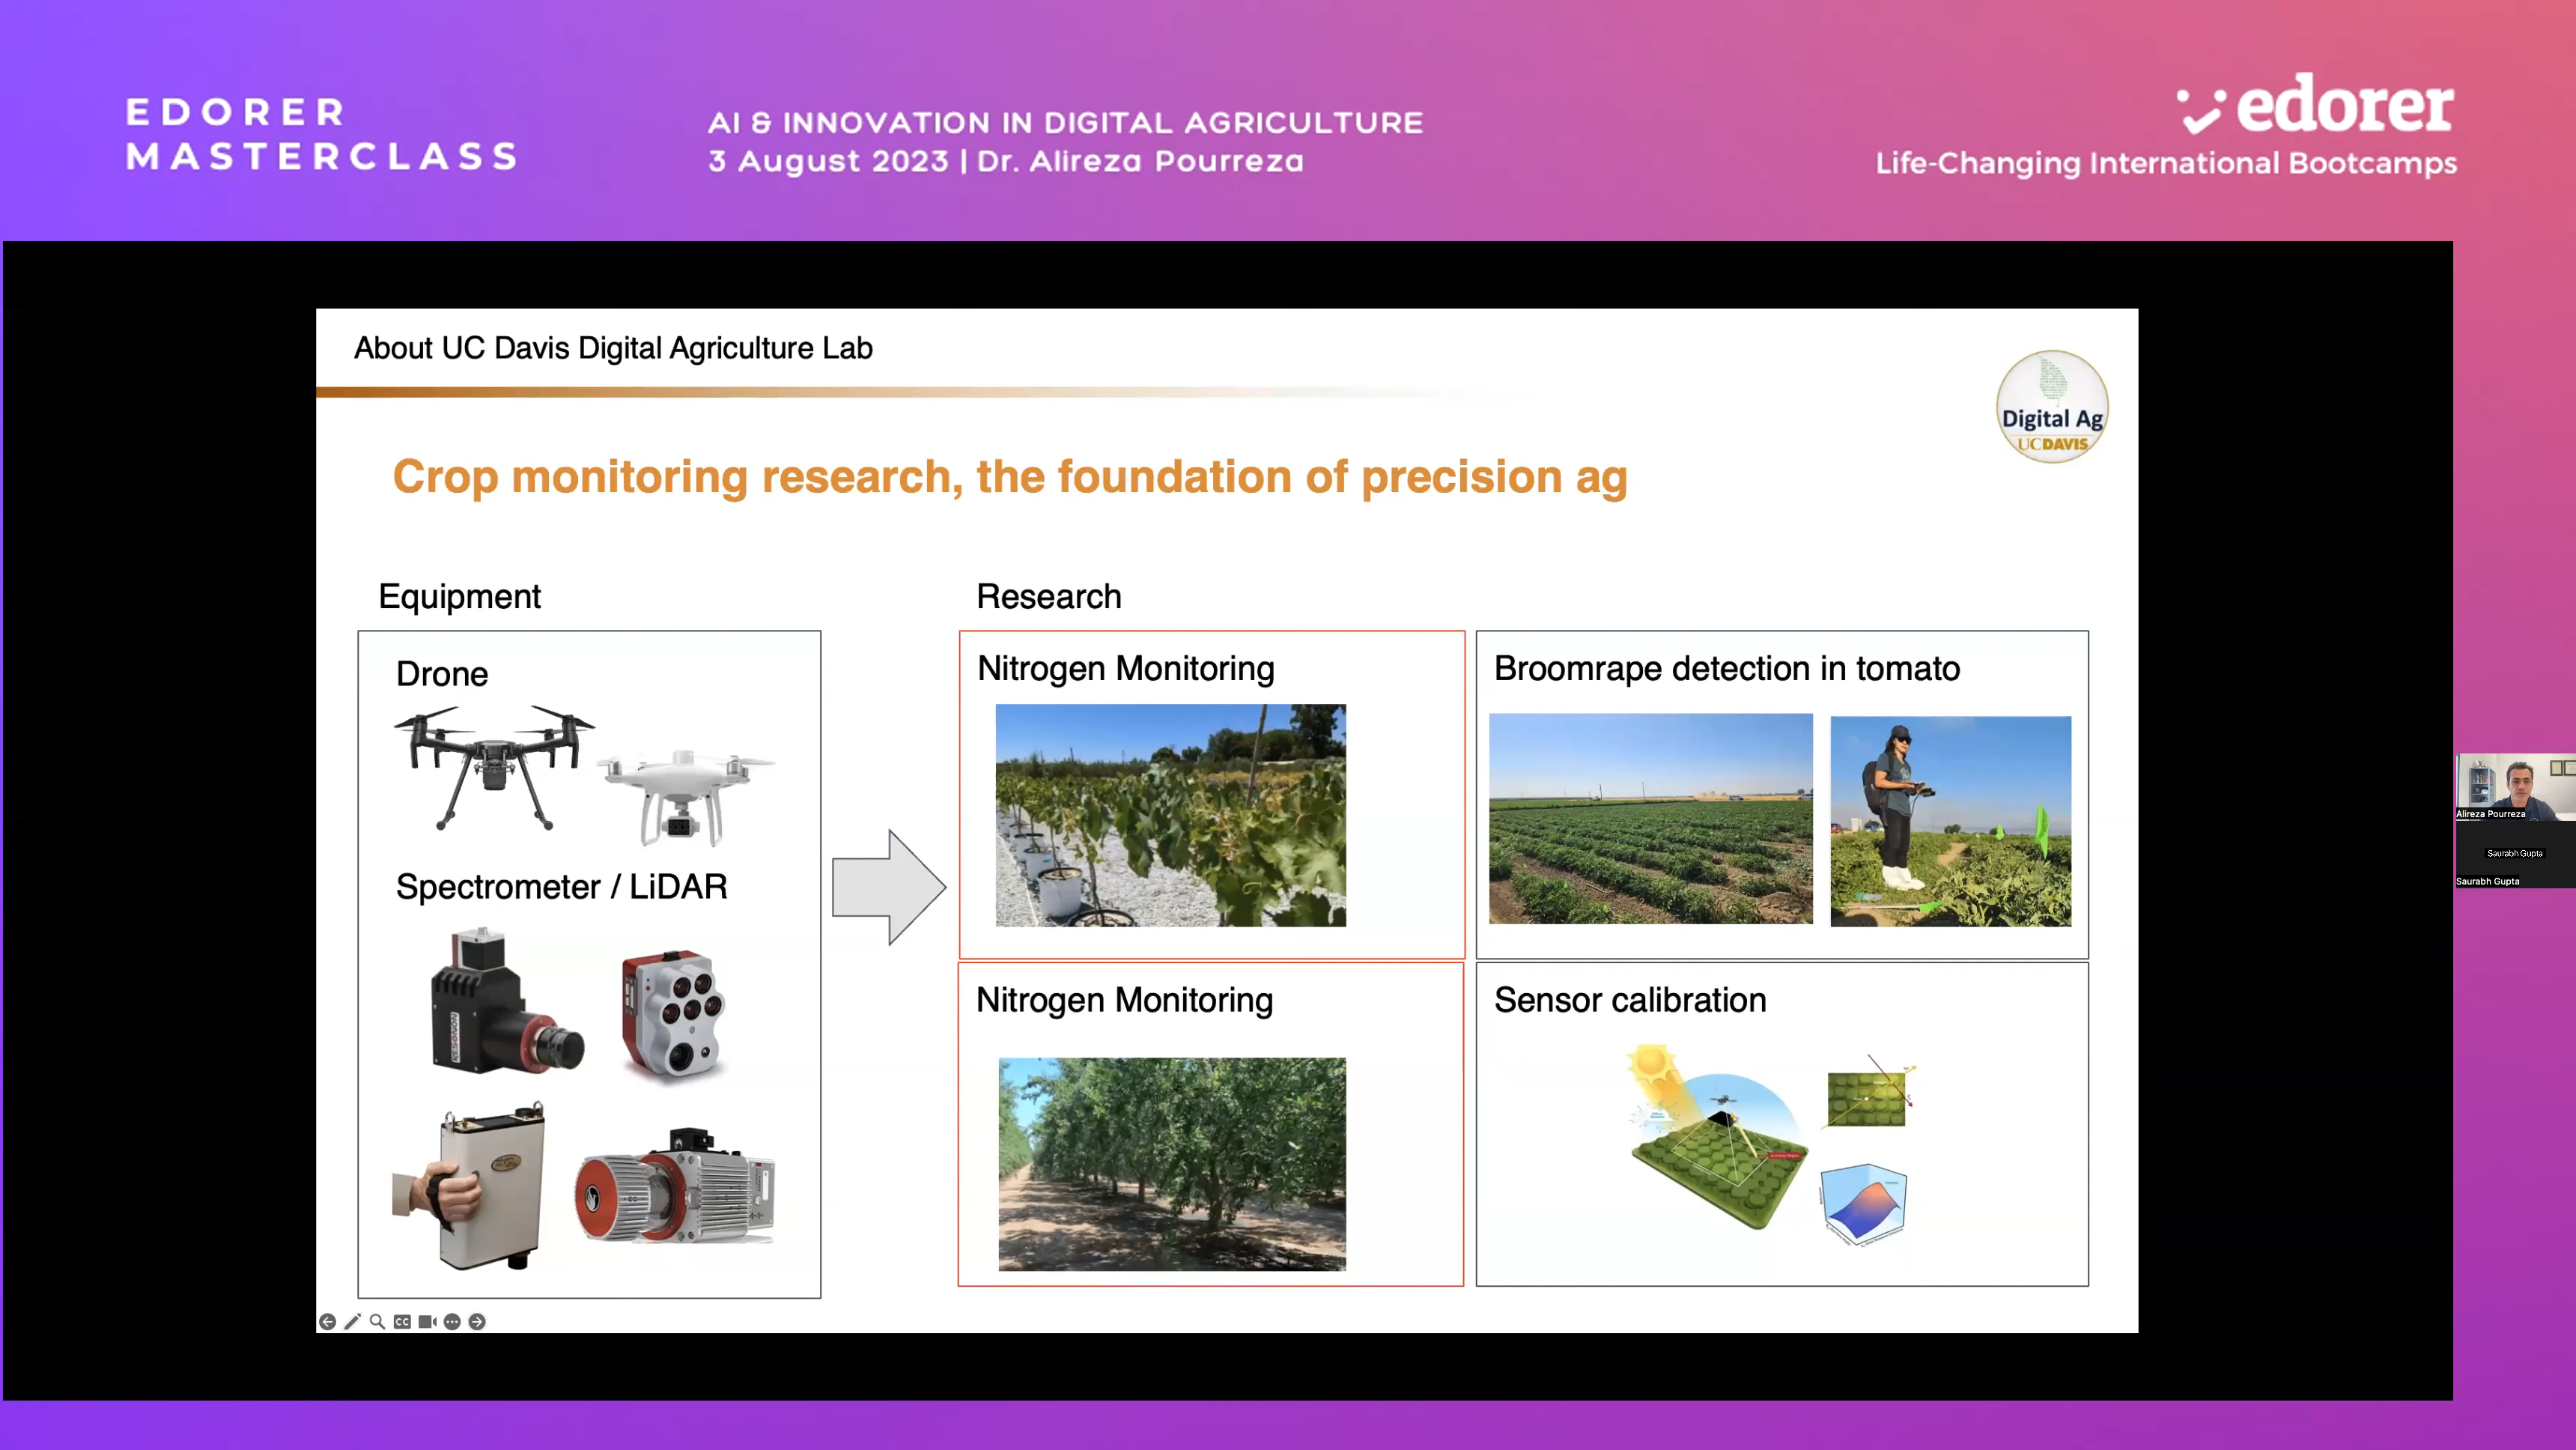 EDORER
MASTERCLASS
AI & INNOVATION IN DIGITAL AGRICULTURE
3 August 2023 | Dr. Alireza Pourreza
edorer
Life-Changing International Bootcamps
About UC Davis Digital Agriculture Lab
Digital Ag
UCDAVIS
Crop monitoring research, the foundation of precision ag
Equipment
Research
Drone
Spectrometer / LiDAR
Nitrogen Monitoring
Broomrape detection in tomato
Nitrogen Monitoring
Sensor calibration
RESONON
CC
Alireza Pourreza
Saurabh Gupta
Saurabh Gupta